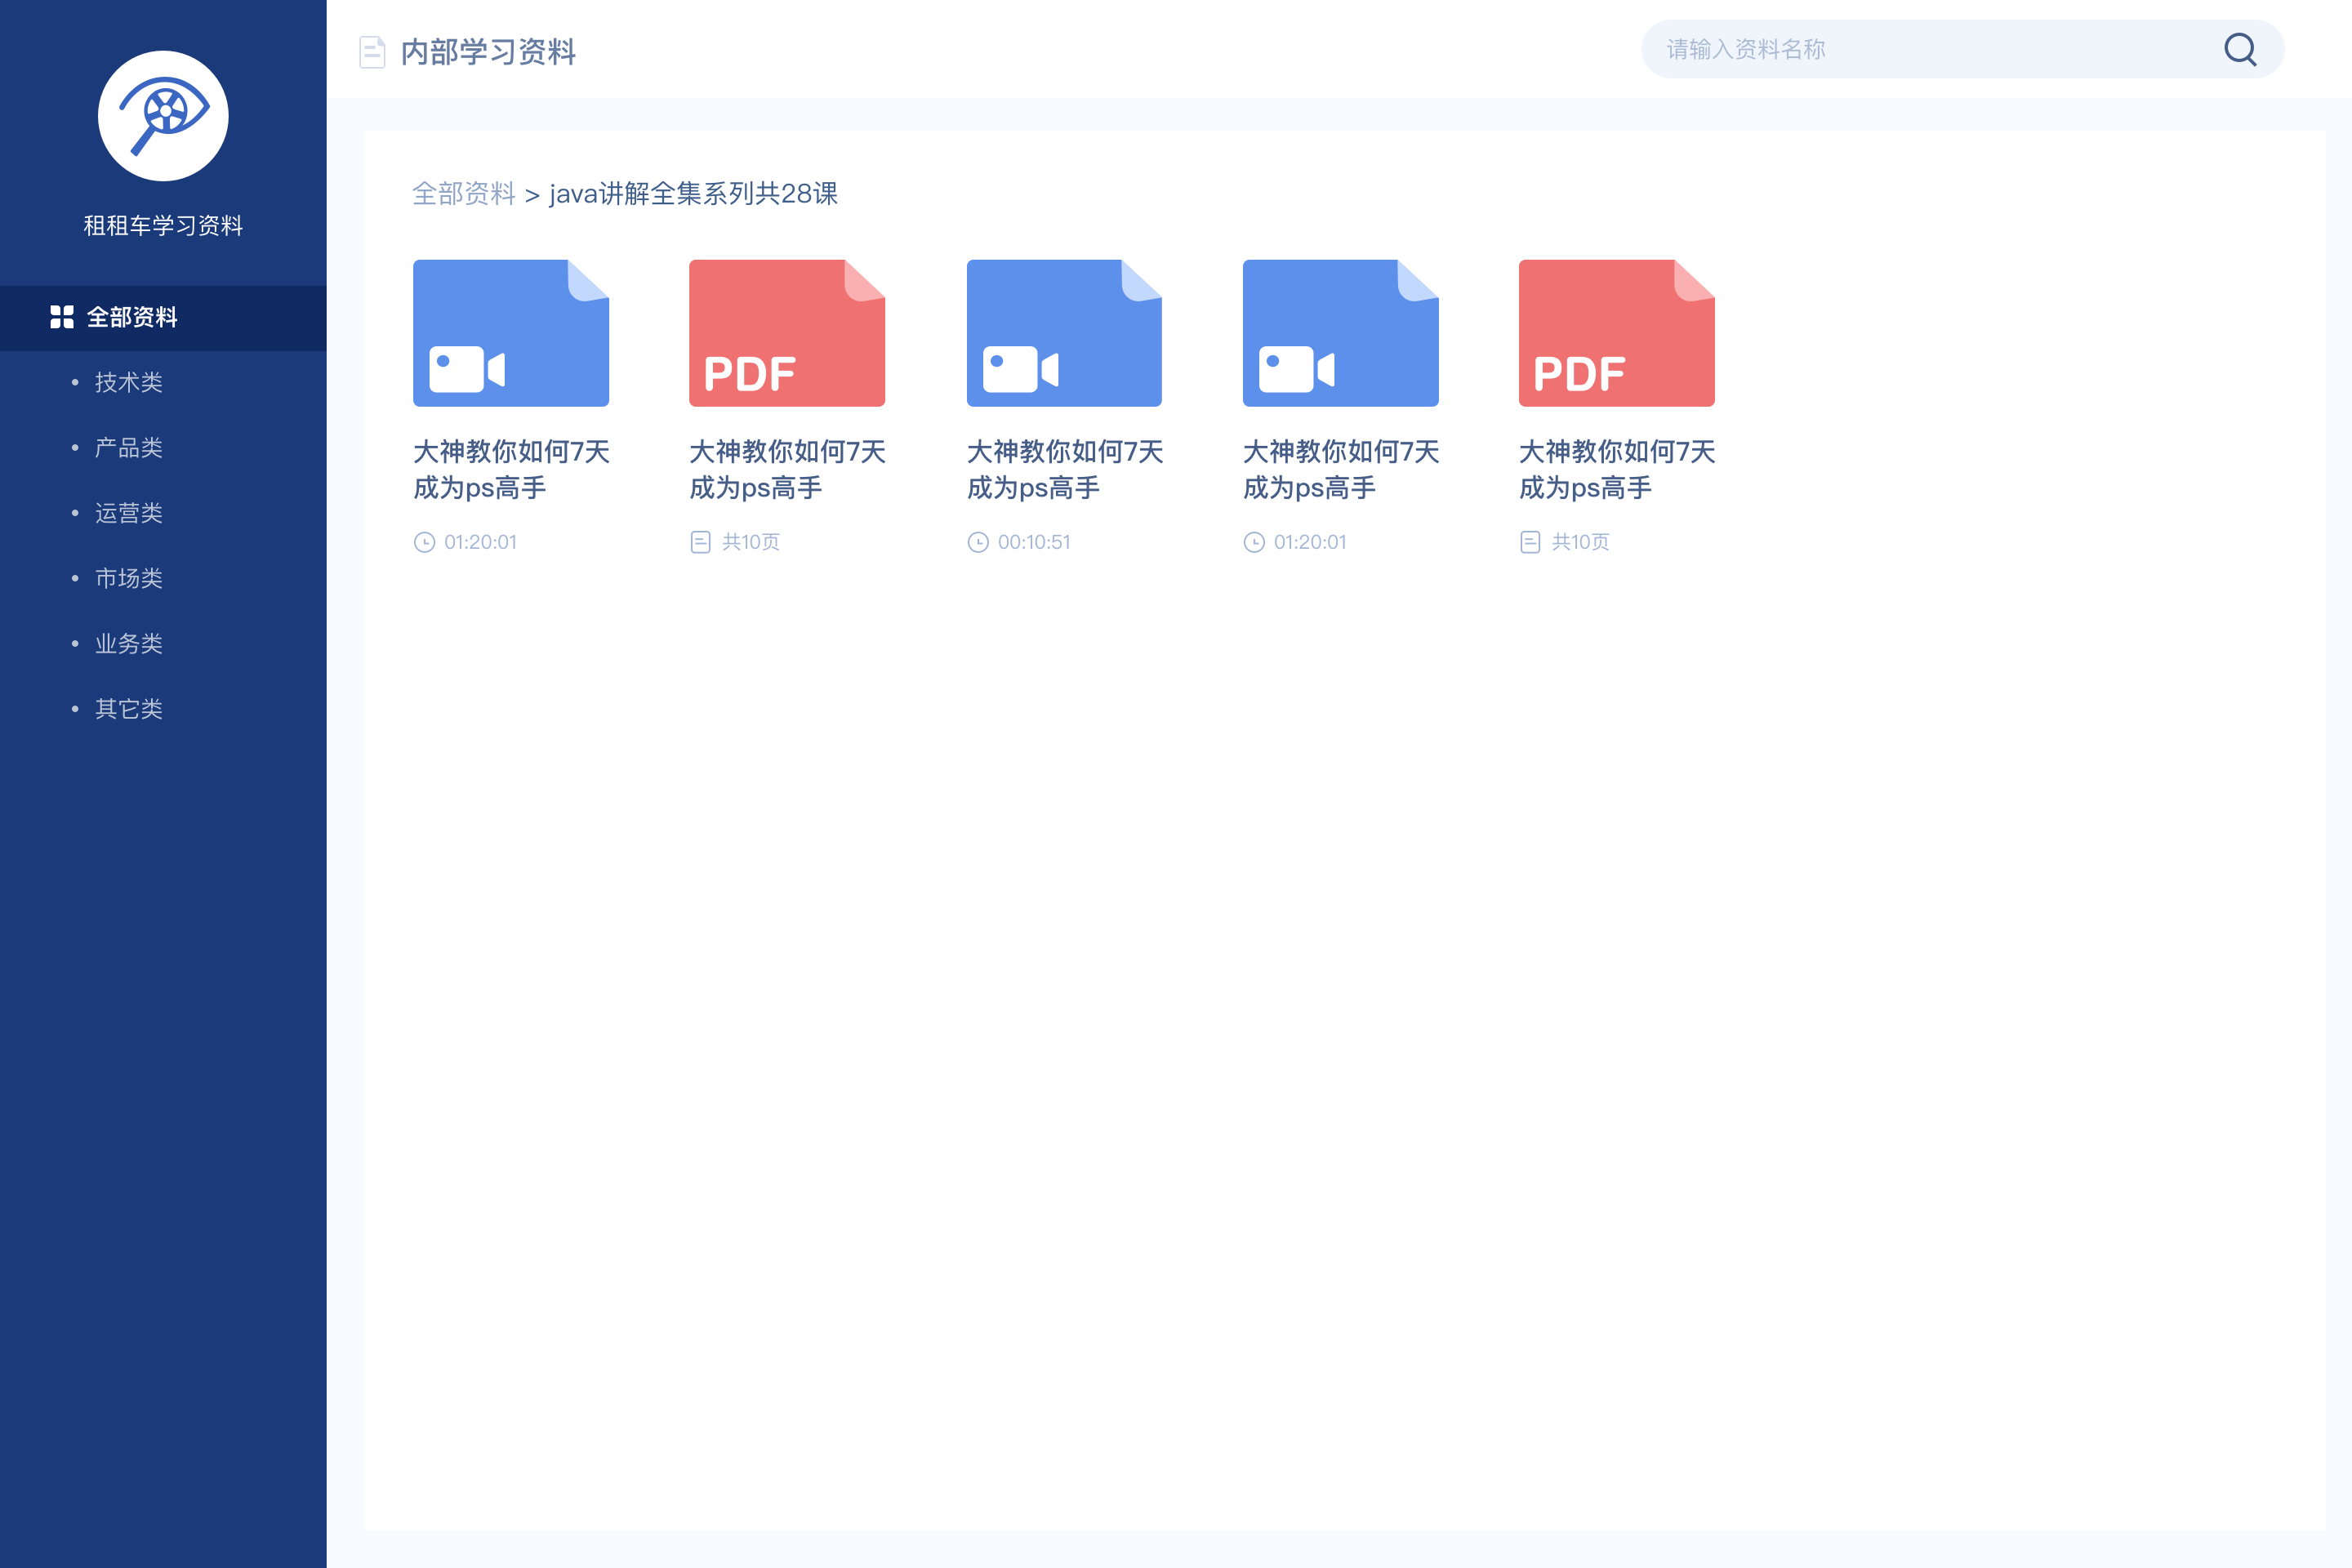 租租车学习资料
全部资料
• 技术类
• 产品类
• 运营类
• 市场类
• 业务类
• 其它类
内部学习资料
请输入资料名称
全部资料 > java讲解全集系列共28课
大神教你如何7天
成为ps高手
01:20:01
PDF
大神教你如何7天
成为ps高手
共10页
大神教你如何7天
成为ps高手
00:10:51
大神教你如何7天
成为ps高手
01:20:01
PDF
大神教你如何7天
成为ps高手
共10页